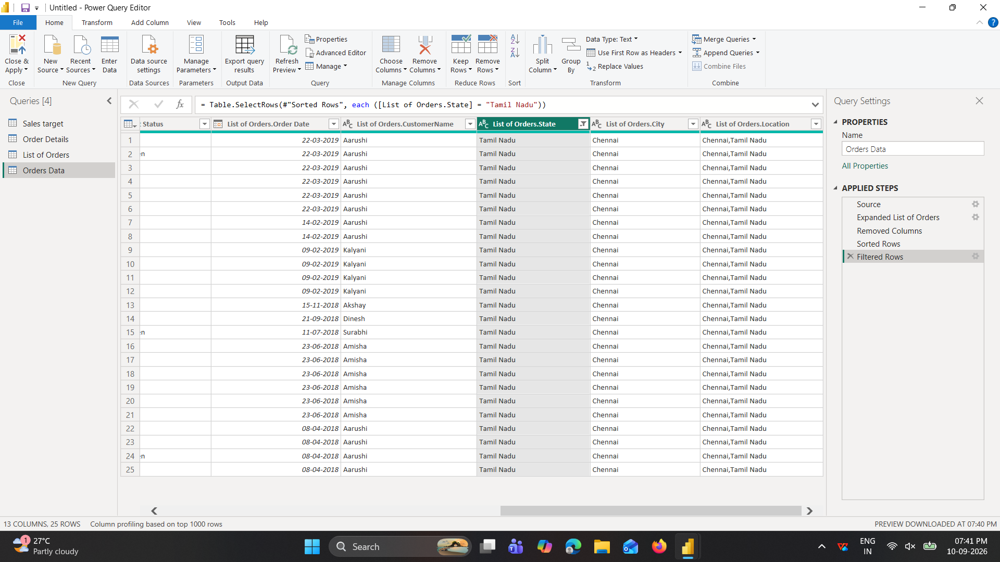 Untitled - Power Query Editor
File Home Transform Add Column View Tools Help
Close & Apply
Close
New Source
Recent Sources
Enter Data
New Query
Data source settings
Data Sources
Manage Parameters
Parameters
Export query results
Output Data
Refresh Preview
Properties
Advanced Editor
Manage
Query
Choose Columns
Remove Columns
Manage Columns
Keep Rows
Remove Rows
Reduce Rows
Sort
Split Column
Group By
Data Type: Text
Use First Row as Headers
Replace Values
Transform
Merge Queries
Append Queries
Combine Files
Combine
Queries [4]
Sales target
Order Details
List of Orders
Orders Data
fx = Table.SelectRows(#"Sorted Rows", each ([List of Orders.State] = "Tamil Nadu"))
Status List of Orders.Order Date List of Orders.CustomerName List of Orders.State List of Orders.City List of Orders.Location
1 22-03-2019 Aarushi Tamil Nadu Chennai Chennai,Tamil Nadu
2 en 22-03-2019 Aarushi Tamil Nadu Chennai Chennai,Tamil Nadu
3 22-03-2019 Aarushi Tamil Nadu Chennai Chennai,Tamil Nadu
4 22-03-2019 Aarushi Tamil Nadu Chennai Chennai,Tamil Nadu
5 22-03-2019 Aarushi Tamil Nadu Chennai Chennai,Tamil Nadu
6 22-03-2019 Aarushi Tamil Nadu Chennai Chennai,Tamil Nadu
7 14-02-2019 Aarushi Tamil Nadu Chennai Chennai,Tamil Nadu
8 14-02-2019 Aarushi Tamil Nadu Chennai Chennai,Tamil Nadu
9 09-02-2019 Kalyani Tamil Nadu Chennai Chennai,Tamil Nadu
10 09-02-2019 Kalyani Tamil Nadu Chennai Chennai,Tamil Nadu
11 09-02-2019 Kalyani Tamil Nadu Chennai Chennai,Tamil Nadu
12 09-02-2019 Kalyani Tamil Nadu Chennai Chennai,Tamil Nadu
13 15-11-2018 Akshay Tamil Nadu Chennai Chennai,Tamil Nadu
14 21-09-2018 Dinesh Tamil Nadu Chennai Chennai,Tamil Nadu
15 en 11-07-2018 Surabhi Tamil Nadu Chennai Chennai,Tamil Nadu
16 23-06-2018 Amisha Tamil Nadu Chennai Chennai,Tamil Nadu
17 23-06-2018 Amisha Tamil Nadu Chennai Chennai,Tamil Nadu
18 23-06-2018 Amisha Tamil Nadu Chennai Chennai,Tamil Nadu
19 23-06-2018 Amisha Tamil Nadu Chennai Chennai,Tamil Nadu
20 23-06-2018 Amisha Tamil Nadu Chennai Chennai,Tamil Nadu
21 23-06-2018 Amisha Tamil Nadu Chennai Chennai,Tamil Nadu
22 08-04-2018 Aarushi Tamil Nadu Chennai Chennai,Tamil Nadu
23 08-04-2018 Aarushi Tamil Nadu Chennai Chennai,Tamil Nadu
24 en 08-04-2018 Aarushi Tamil Nadu Chennai Chennai,Tamil Nadu
25 08-04-2018 Aarushi Tamil Nadu Chennai Chennai,Tamil Nadu
Query Settings
PROPERTIES
Name
Orders Data
All Properties
APPLIED STEPS
Source
Expanded List of Orders
Removed Columns
Sorted Rows
Filtered Rows
13 COLUMNS, 25 ROWS Column profiling based on top 1000 rows PREVIEW DOWNLOADED AT 07:40 PM
1
27°C
Partly cloudy
Search
ENG
IN
07:41 PM
10-09-2026